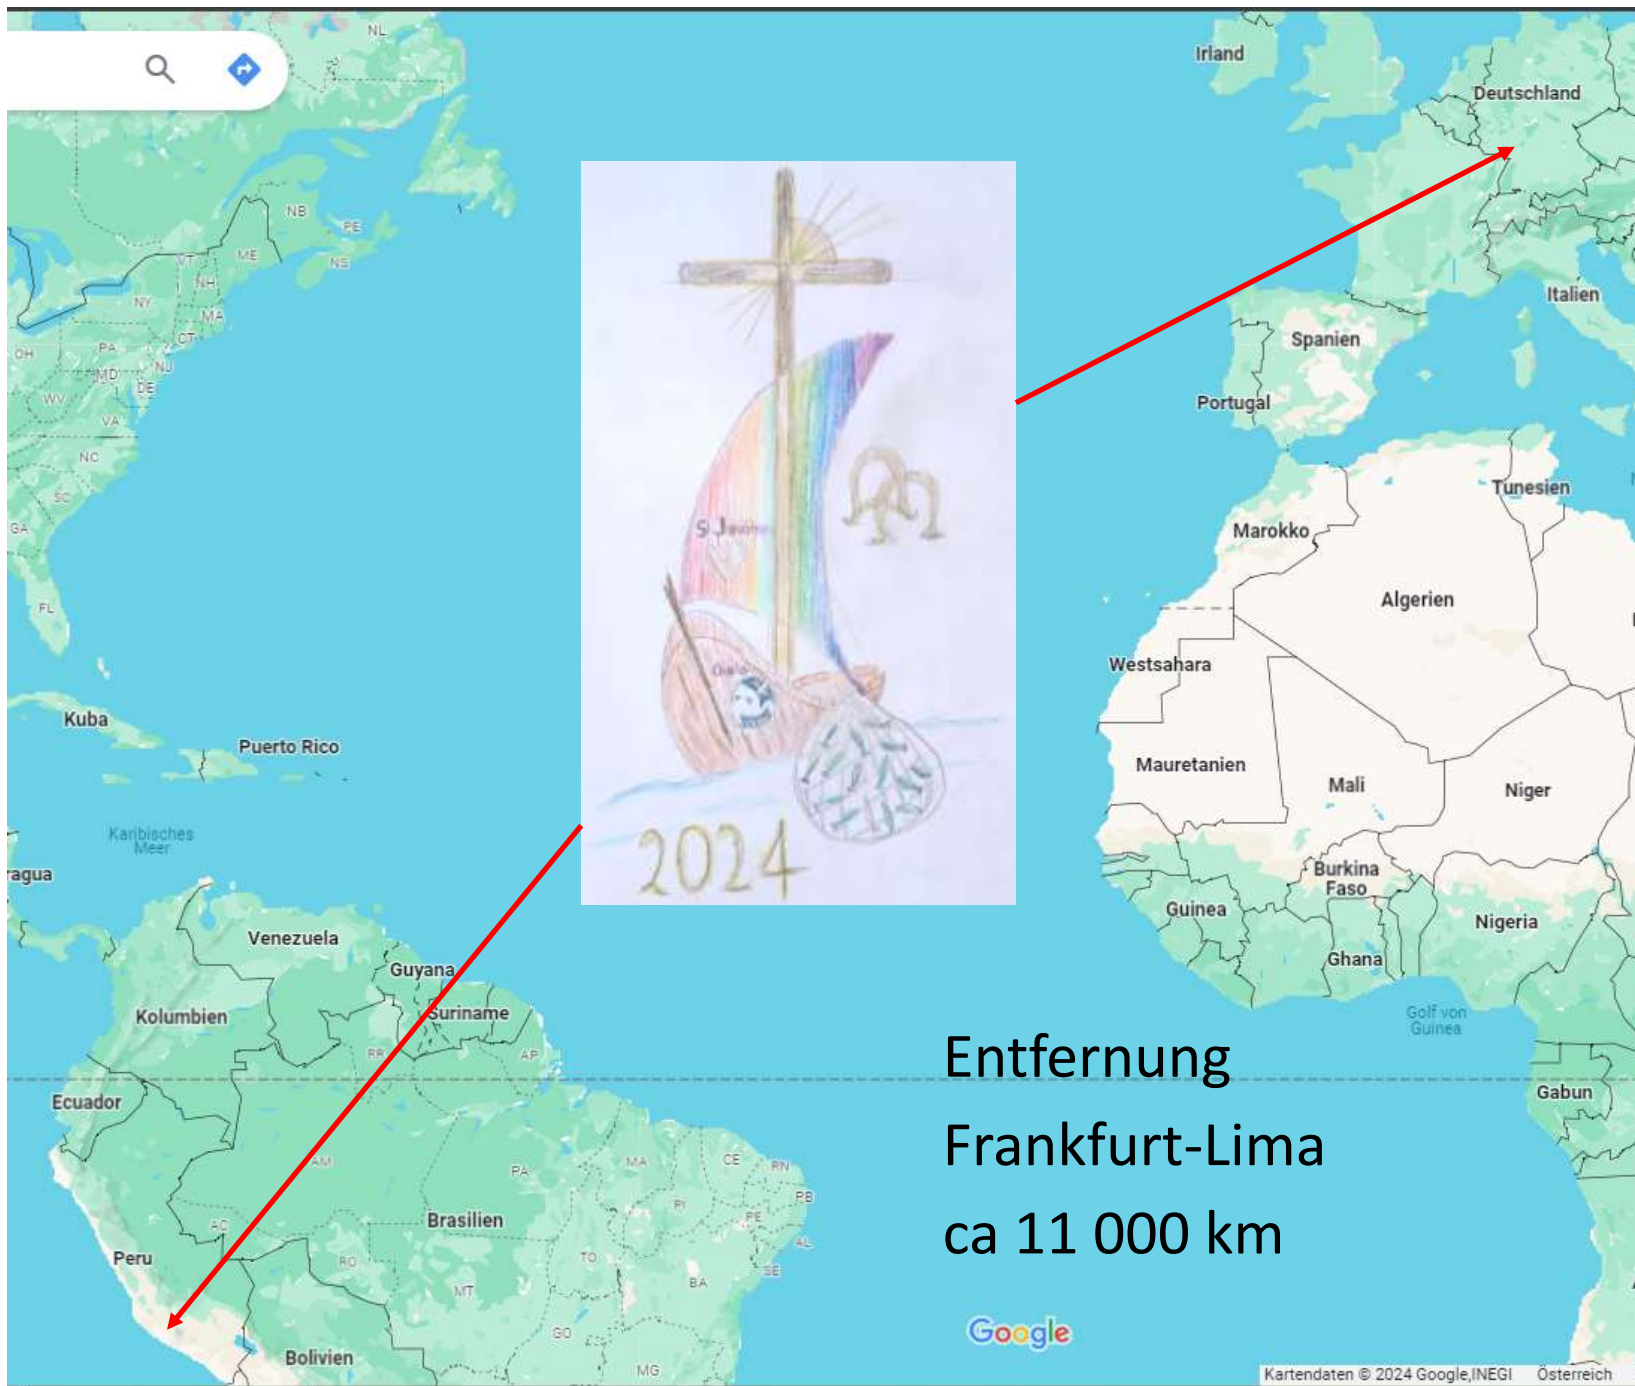 NL
Irland
Deutschland
NB
PE
ME
VT
NS
NH
NY
MA
Italien
CT
Spanien
OH
PA
NJ
MD
DE
WV
Portugal
VA
NC
Tunesien
SC
GA
S J
Marokko
FL
Algerien
Westsahara
Kuba
Puerto Rico
Mauretanien
Mali
Niger
Karibisches
Meer
2024
ragua
Burkina
Faso
Guinea
Nigeria
Venezuela
Ghana
Guyana
Kolumbien
Suriname
Golf von
Guinea
RR
AP
Entfernung
Ecuador
Gabun
Frankfurt-Lima
AM
PA
MA
CE
RN
PB
PI
Brasilien
PE
AC
AL
ca 11 000 km
Peru
RO
TO
SE
BA
MT
Google
GO
Bolivien
MG
Kartendaten © 2024 Google,INEGI Österreich